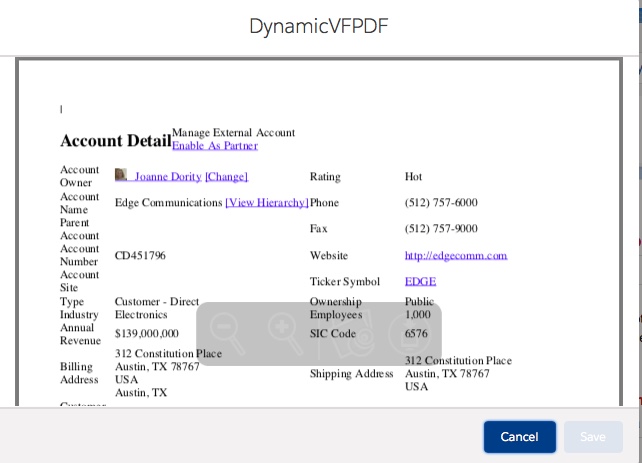 DynamicVFPDF
Account Detail Manage External Account
Enable As Partner
Account Owner Joanne Dority [Change] Rating Hot
Account Name Edge Communications [View Hierarchy] Phone (512) 757-6000
Parent Account Fax (512) 757-9000
Account Number CD451796 Website http://edgecomm.com
Account Site Ticker Symbol EDGE
Type Customer - Direct Ownership Public
Industry Electronics Employees 1,000
Annual Revenue $139,000,000 SIC Code 6576
Billing Address 312 Constitution Place
Austin, TX 78767
USA
Austin, TX
Shipping Address 312 Constitution Place
Austin, TX 78767
USA
Cancel Save